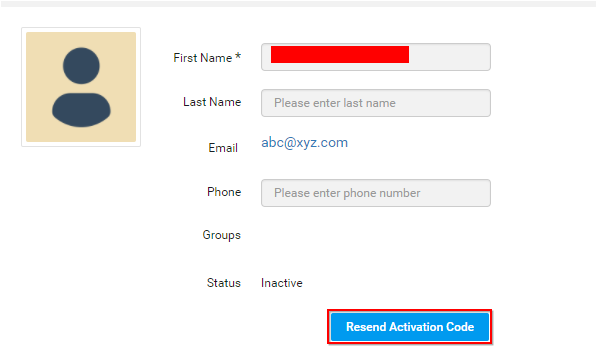 First Name *
Last Name Please enter last name
Email abc@xyz.com
Phone Please enter phone number
Groups
Status Inactive
Resend Activation Code